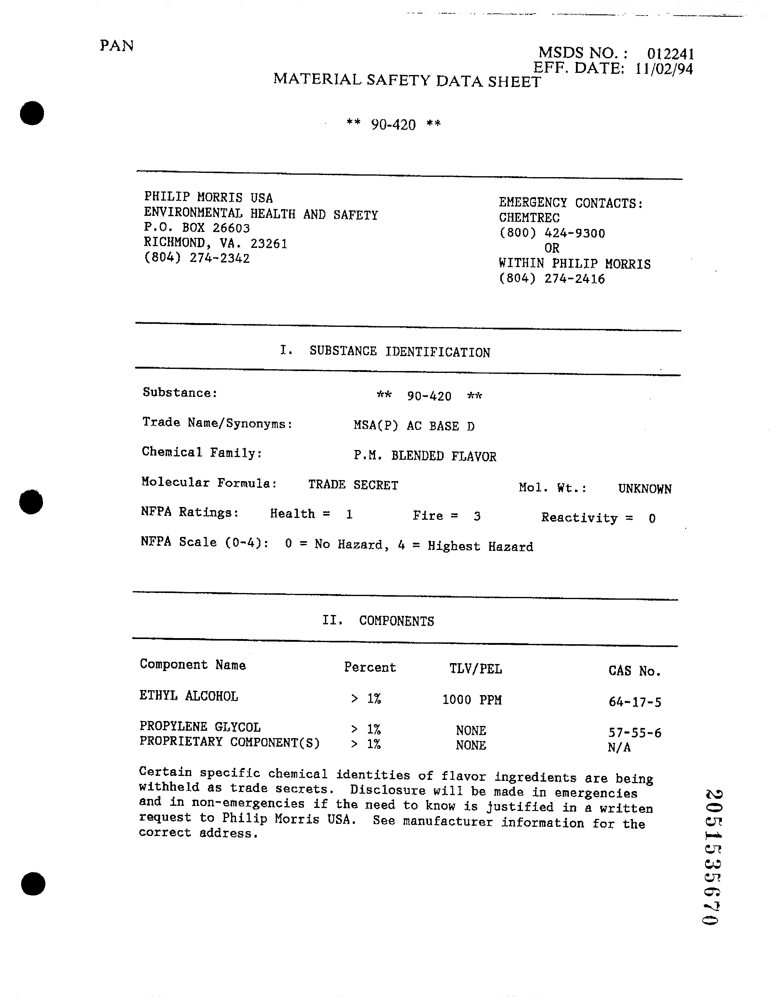 PAN
MSDS NO. : 012241
EFF. DATE: 11/02/94
MATERIAL SAFETY DATA SHEET
** 90-420 **
PHILIP MORRIS USA
ENVIRONMENTAL HEALTH AND SAFETY
P.O. BOX 26603
RICHMOND, VA. 23261
(804) 274-2342
EMERGENCY CONTACTS:
CHEMTREC
(800) 424-9300
OR
WITHIN PHILIP MORRIS
(804) 274-2416
I. SUBSTANCE IDENTIFICATION
Substance: ** 90-420 **
Trade Name/Synonyms: MSA(P) AC BASE D
Chemical Family: P.M. BLENDED FLAVOR
Molecular Formula: TRADE SECRET Mol. Wt.: UNKNOWN
NFPA Ratings: Health = 1 Fire = 3 Reactivity = 0
NFPA Scale (0-4): 0 = No Hazard, 4 = Highest Hazard
II. COMPONENTS
Component Name Percent TLV/PEL CAS No.
ETHYL ALCOHOL > 1% 1000 PPM 64-17-5
PROPYLENE GLYCOL > 1% NONE 57-55-6
PROPRIETARY COMPONENT(S) > 1% NONE N/A
Certain specific chemical identities of flavor ingredients are being
withheld as trade secrets. Disclosure will be made in emergencies
and in non-emergencies if the need to know is justified in a written
request to Philip Morris USA. See manufacturer information for the
correct address.
2051535670